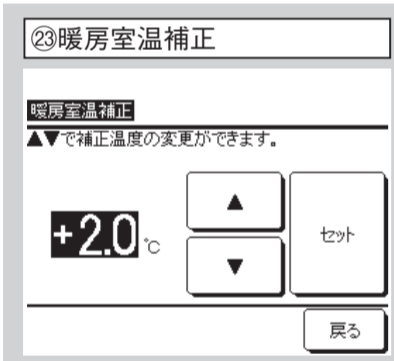 ㉓暖房室温補正
暖房室温補正
▲▼で補正温度の変更ができます。
▲
+2.0℃
セット
▼
戻る